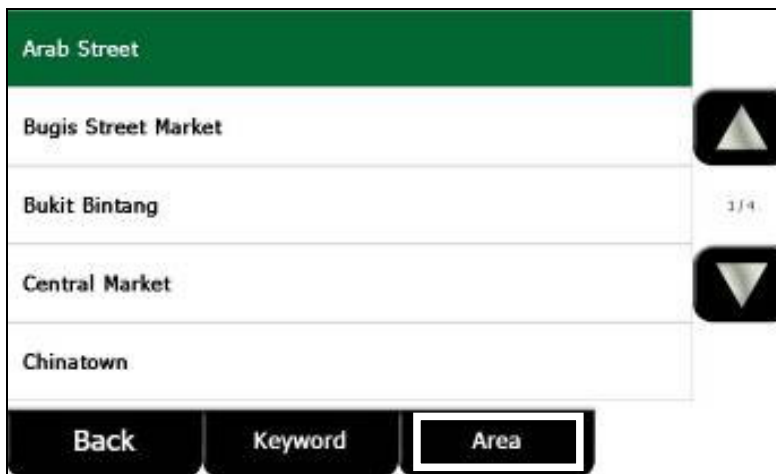 Arab Street
Bugis Street Market
Bukit Bintang
1/4
Central Market
Chinatown
Back Keyword Area